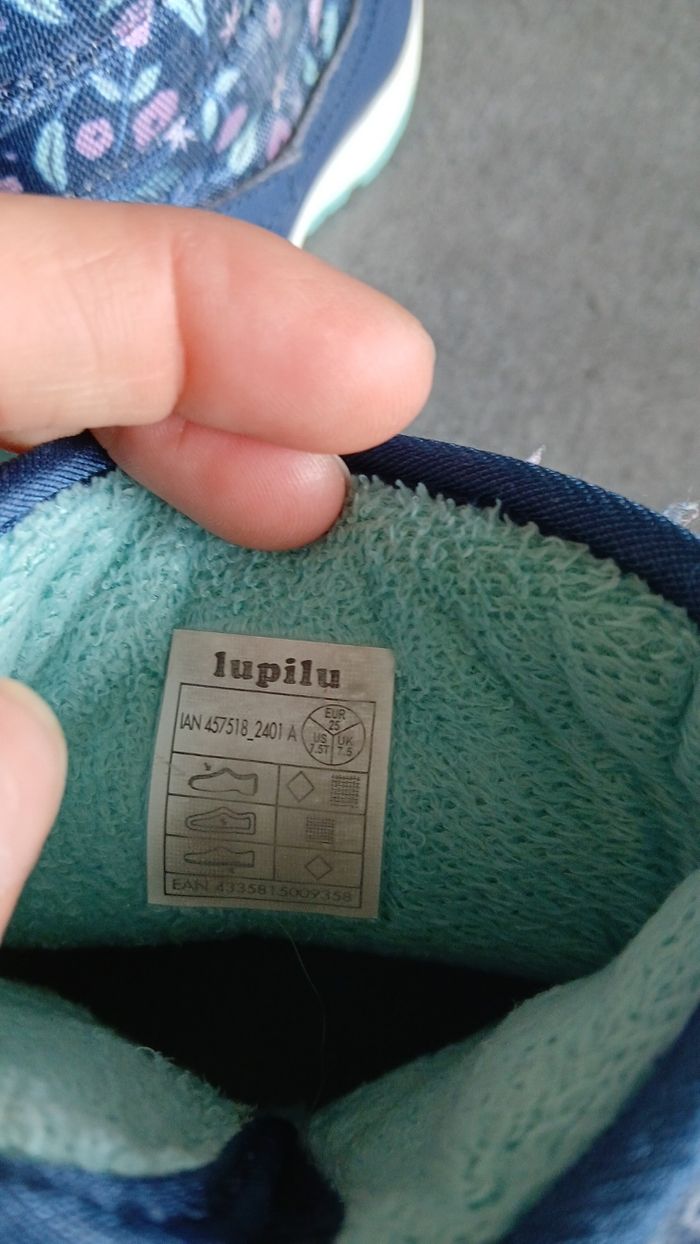 lupilu
IAN 457518_2401 A
EUR
25
US
7.5T
UK
7.5
EAN 4335815009358